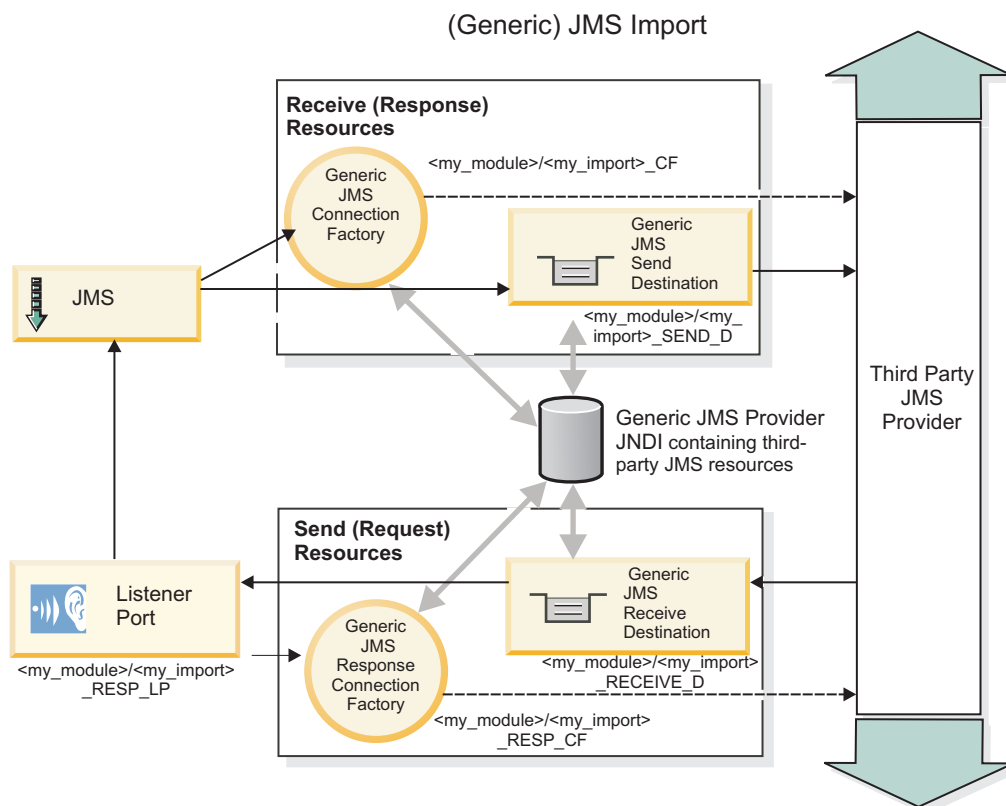 (Generic) JMS Import
Receive (Response)
Resources
Generic
JMS
Connection
Factory
<my_module>/<my_import>_CF
Generic
JMS
Send
Destination
<my_module>/<my_
import>_SEND_D
JMS
Third Party
JMS
Provider
Generic JMS Provider
JNDI containing third-
party JMS resources
Send (Request)
Resources
Generic
JMS
Receive
Destination
<my_module>/<my_import>
_RECEIVE_D
Listener
Port
<my_module>/<my_import>
_RESP_LP
Generic
JMS
Response
Connection
Factory
<my_module>/<my_import>
_RESP_CF